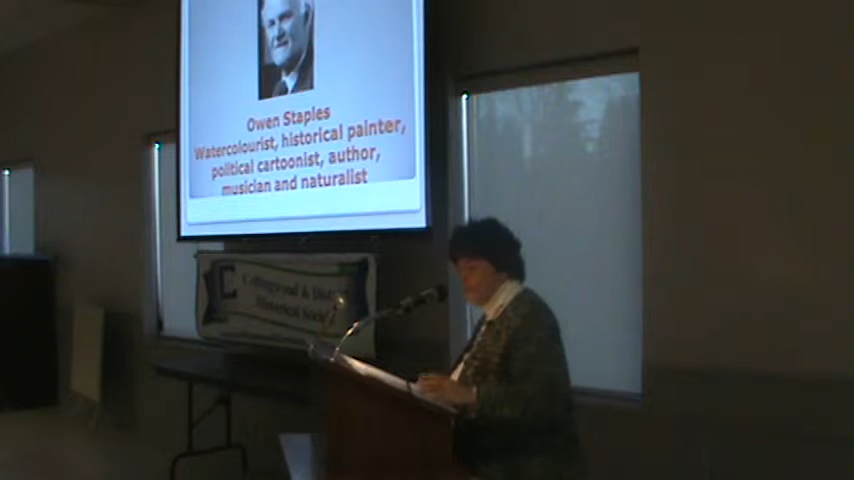 Owen Staples
Watercolourist, historical painter,
political cartoonist, author,
musician and naturalist
Collingwood & District
Historical Society